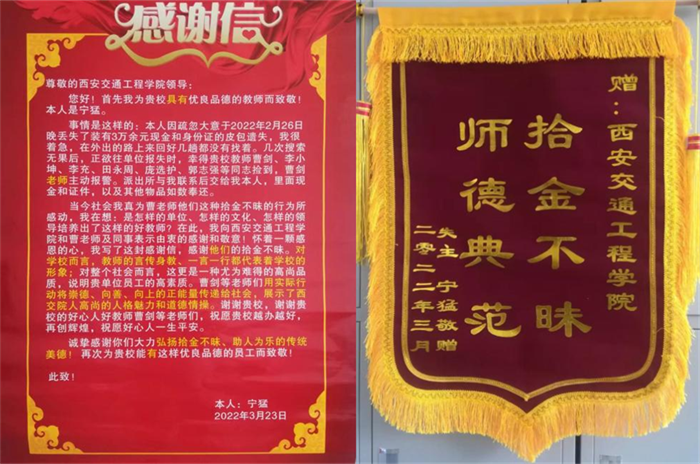 感谢信
尊敬的西安交通工程学院领导：
您好！首先我为贵校具有优良品德的教师而致敬！
本人是宁猛。
事情是这样的：本人因疏忽大意于2022年2月26日
晚丢失了装有3万余元现金和身份证的皮包遗失，我很
着急，在外出的路上来回好几趟都没有找着。几次搜索
无果后，正欲往单位报失时，幸得贵校教师曹剑、李小
坤、李充、田永周、庞选护、郭志强等同志捡到，曹剑
老师主动报警。派出所与我联系后交给我本人，里面现
金和证件，以及其他物品如数奉还。
当今社会我真为曹老师他们这种拾金不昧的行为所
感动，我在想：是怎样的单位、怎样的文化、怎样的领
导培养出了这样的好教师？在此，我向西安交通工程学
院和曹老师及同事表示由衷的感谢和敬意！怀着一颗感
恩的心，我写了这封感谢信，感谢他们的拾金不昧。对
学校而言，教师的言传身教、一言一行都代表着学校的
形象；对整个社会而言，这更是一种尤为难得的高尚品
质，说明贵单位员工的高素质。曹剑等老师们用实际行
动将崇德、向善、向上的正能量传递给社会，展示了西交
院人高尚的人格魅力和道德情操。谢谢贵校，谢谢贵
校的好心人好教师曹剑等老师们，祝愿贵校越办越好，
再创辉煌，祝愿好心人一生平安。
诚挚感谢你们大力弘扬拾金不昧、助人为乐的传统
美德！再次为贵校能有这样优良品德的员工而致敬！
此致！
本人：宁猛
2022年3月23日
赠：西安交通工程学院
拾金不昧
师德典范
失主：宁猛敬赠
二零二二年三月